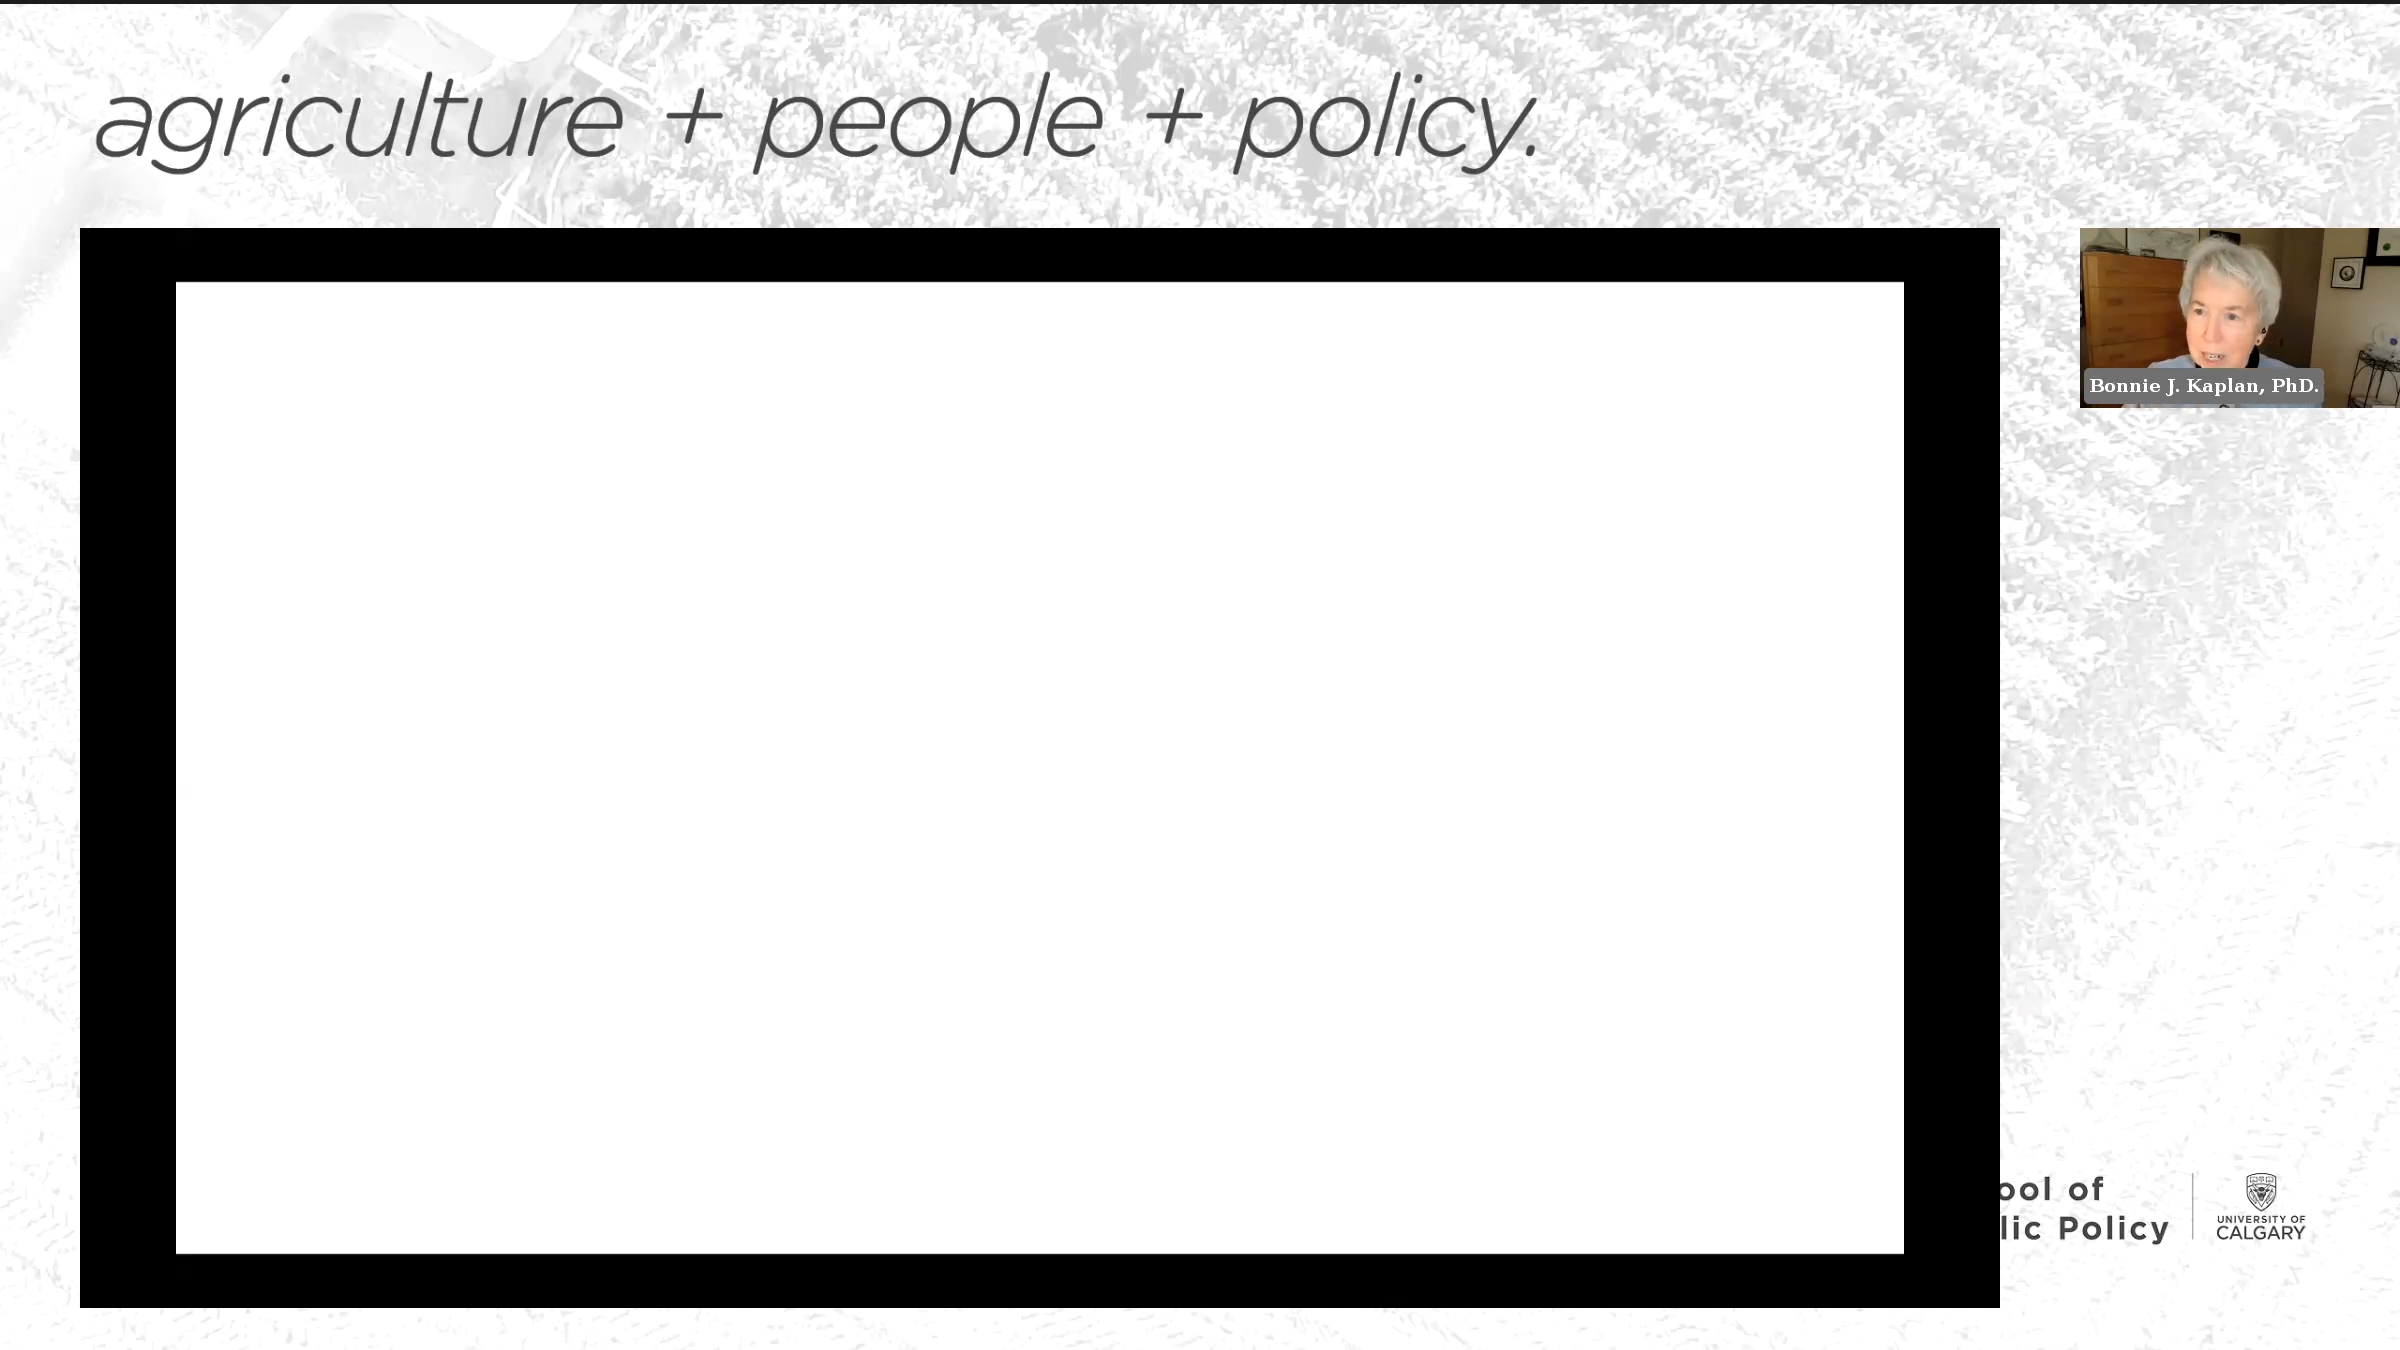 agriculture + people + policy.
Bonnie J. Kaplan, PhD.
ool of
lic Policy
UNIVERSITY OF
CALGARY